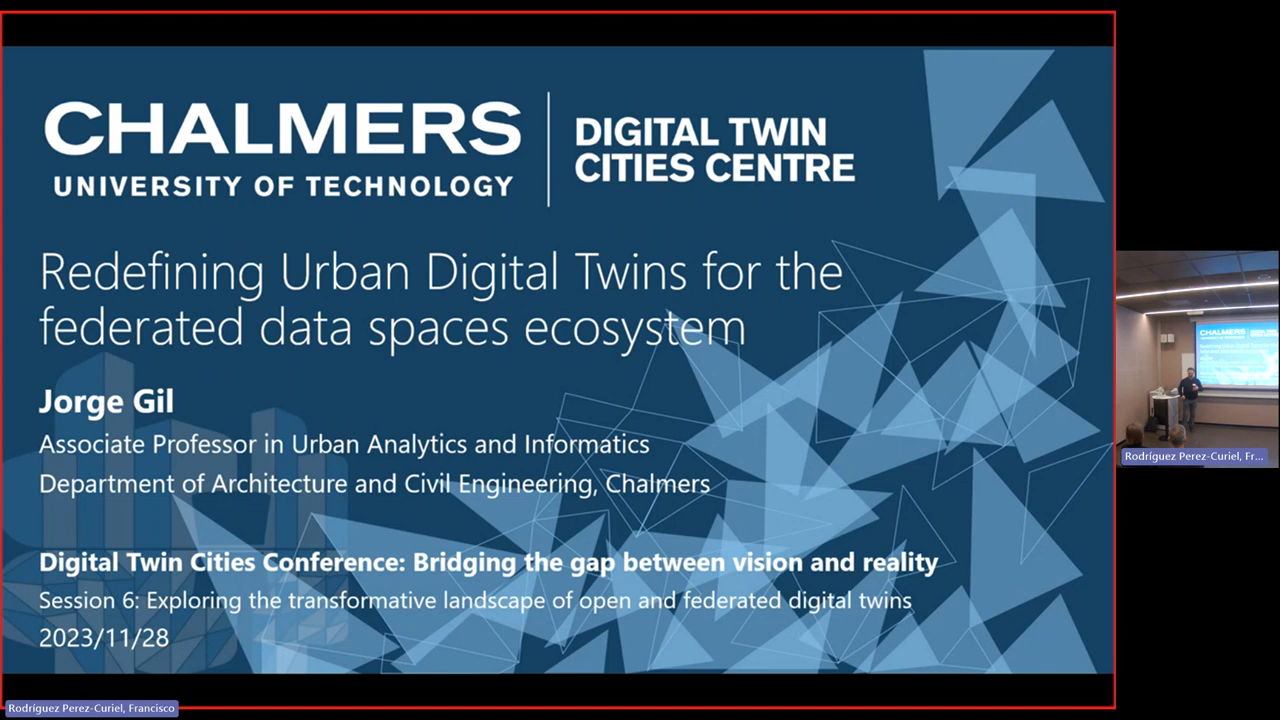 CHALMERS
UNIVERSITY OF TECHNOLOGY
DIGITAL TWIN
CITIES CENTRE
Redefining Urban Digital Twins for the
federated data spaces ecosystem
Jorge Gil
Associate Professor in Urban Analytics and Informatics
Department of Architecture and Civil Engineering, Chalmers
Digital Twin Cities Conference: Bridging the gap between vision and reality
Session 6: Exploring the transformative landscape of open and federated digital twins
2023/11/28
Rodríguez Perez-Curiel, Francisco
CHALMERS
Rodríguez Perez-Curiel, Fr...